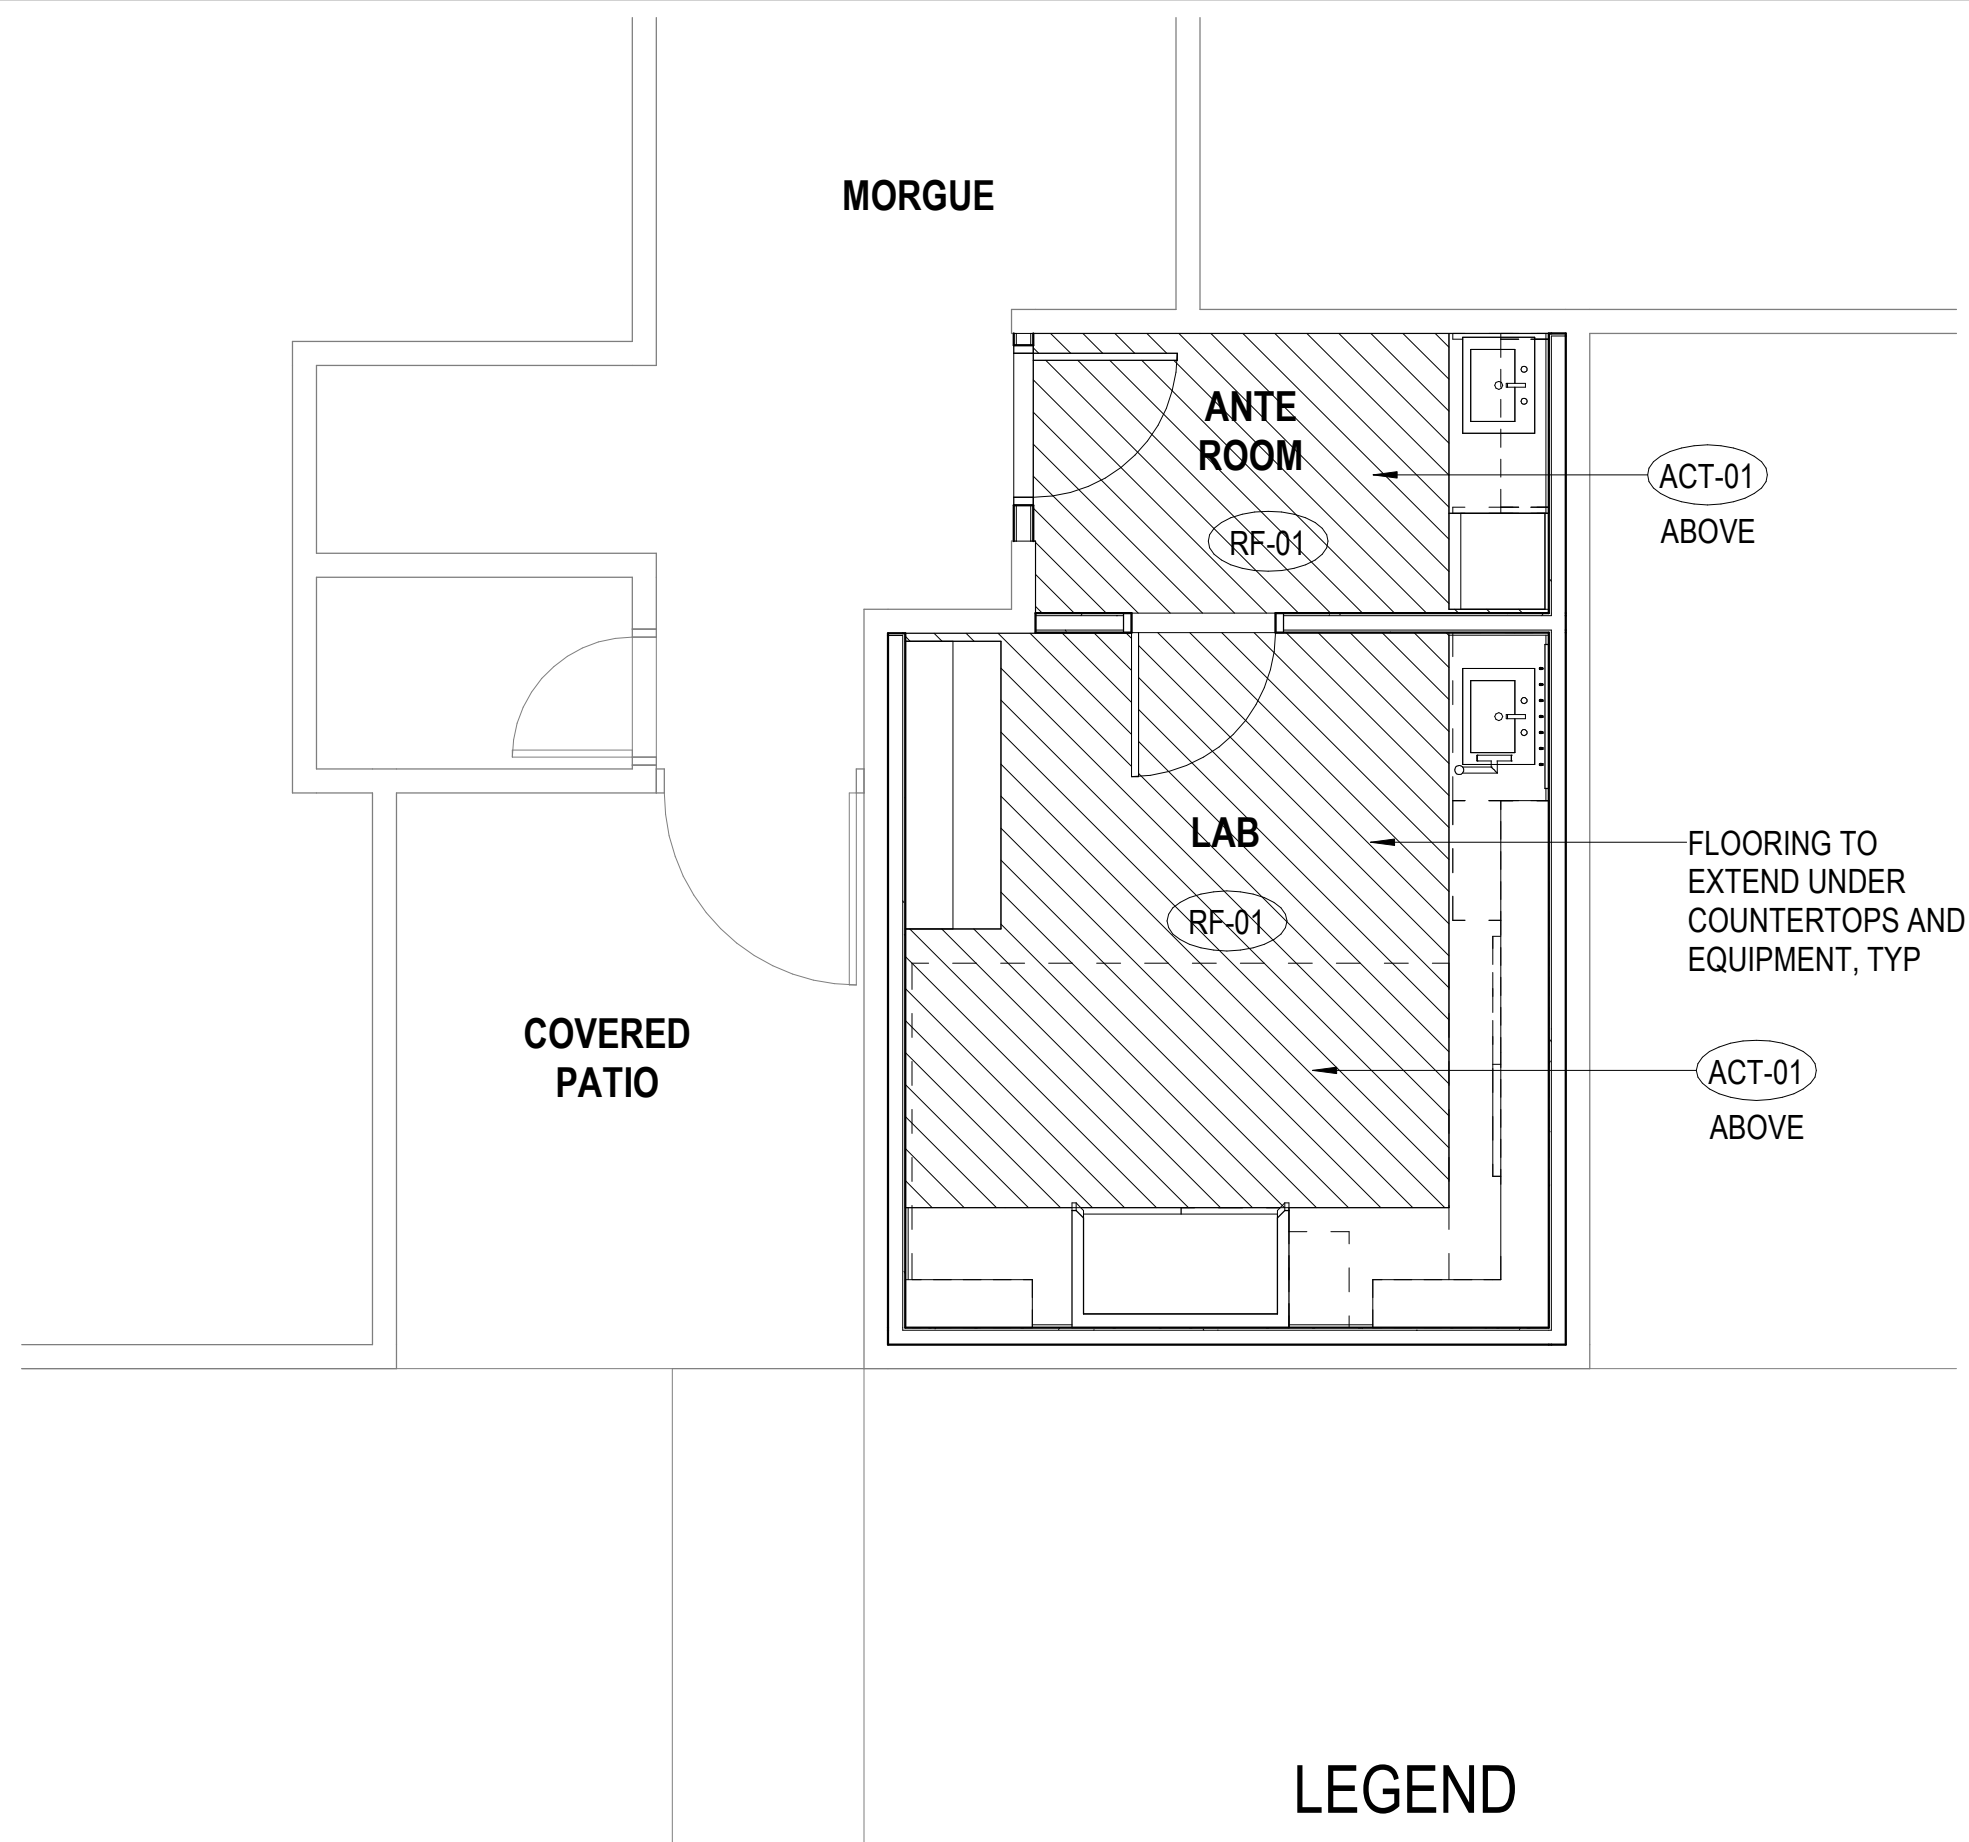 MORGUE
ANTE
ROOM
RF-01
ACT-01
ABOVE
LAB
RF-01
FLOORING TO
EXTEND UNDER
COUNTERTOPS AND
EQUIPMENT, TYP
COVERED
PATIO
ACT-01
ABOVE
LEGEND